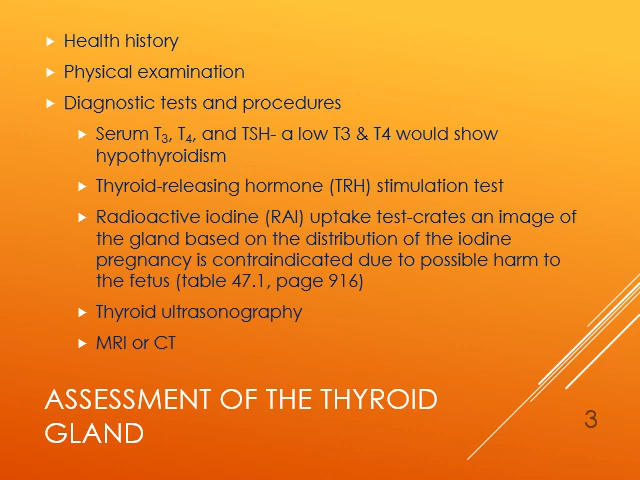 Health history
Physical examination
Diagnostic tests and procedures
Serum T3, T4, and TSH- a low T3 & T4 would show
hypothyroidism
Thyroid-releasing hormone (TRH) stimulation test
Radioactive iodine (RAI) uptake test-crates an image of
the gland based on the distribution of the iodine
pregnancy is contraindicated due to possible harm to
the fetus (table 47.1, page 916)
Thyroid ultrasonography
MRI or CT
ASSESSMENT OF THE THYROID
GLAND
3